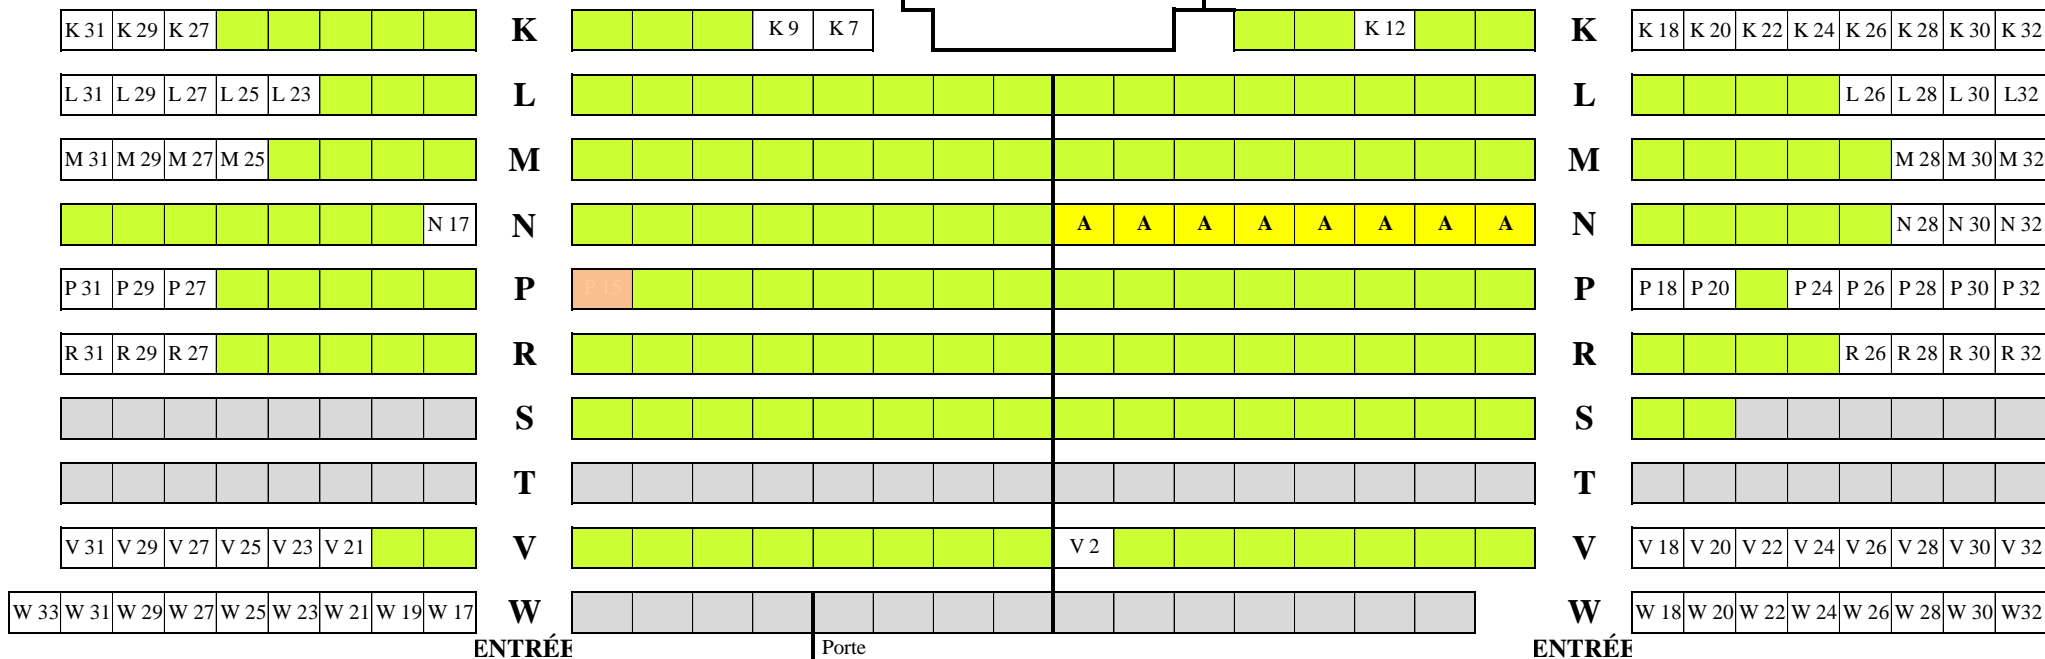 K 31 K 29 K 27 K K 9 K 7 K 12 K K 18 K 20 K 22 K 24 K 26 K 28 K 30 K 32
L 31 L 29 L 27 L 25 L 23 L L L 26 L 28 L 30 L32
M 31 M 29 M 27 M 25 M M M 28 M 30 M 32
N 17 N A A A A A A A A N N 28 N 30 N 32
P 31 P 29 P 27 P P 15 P P 18 P 20 P 24 P 26 P 28 P 30 P 32
R 31 R 29 R 27 R R R 26 R 28 R 30 R 32
S S
T T
V 31 V 29 V 27 V 25 V 23 V 21 V V 2 V V 18 V 20 V 22 V 24 V 26 V 28 V 30 V 32
W 33 W 31 W 29 W 27 W 25 W 23 W 21 W 19 W 17 W W W 18 W 20 W 22 W 24 W 26 W 28 W 30 W32
ENTRÉE Porte ENTRÉE